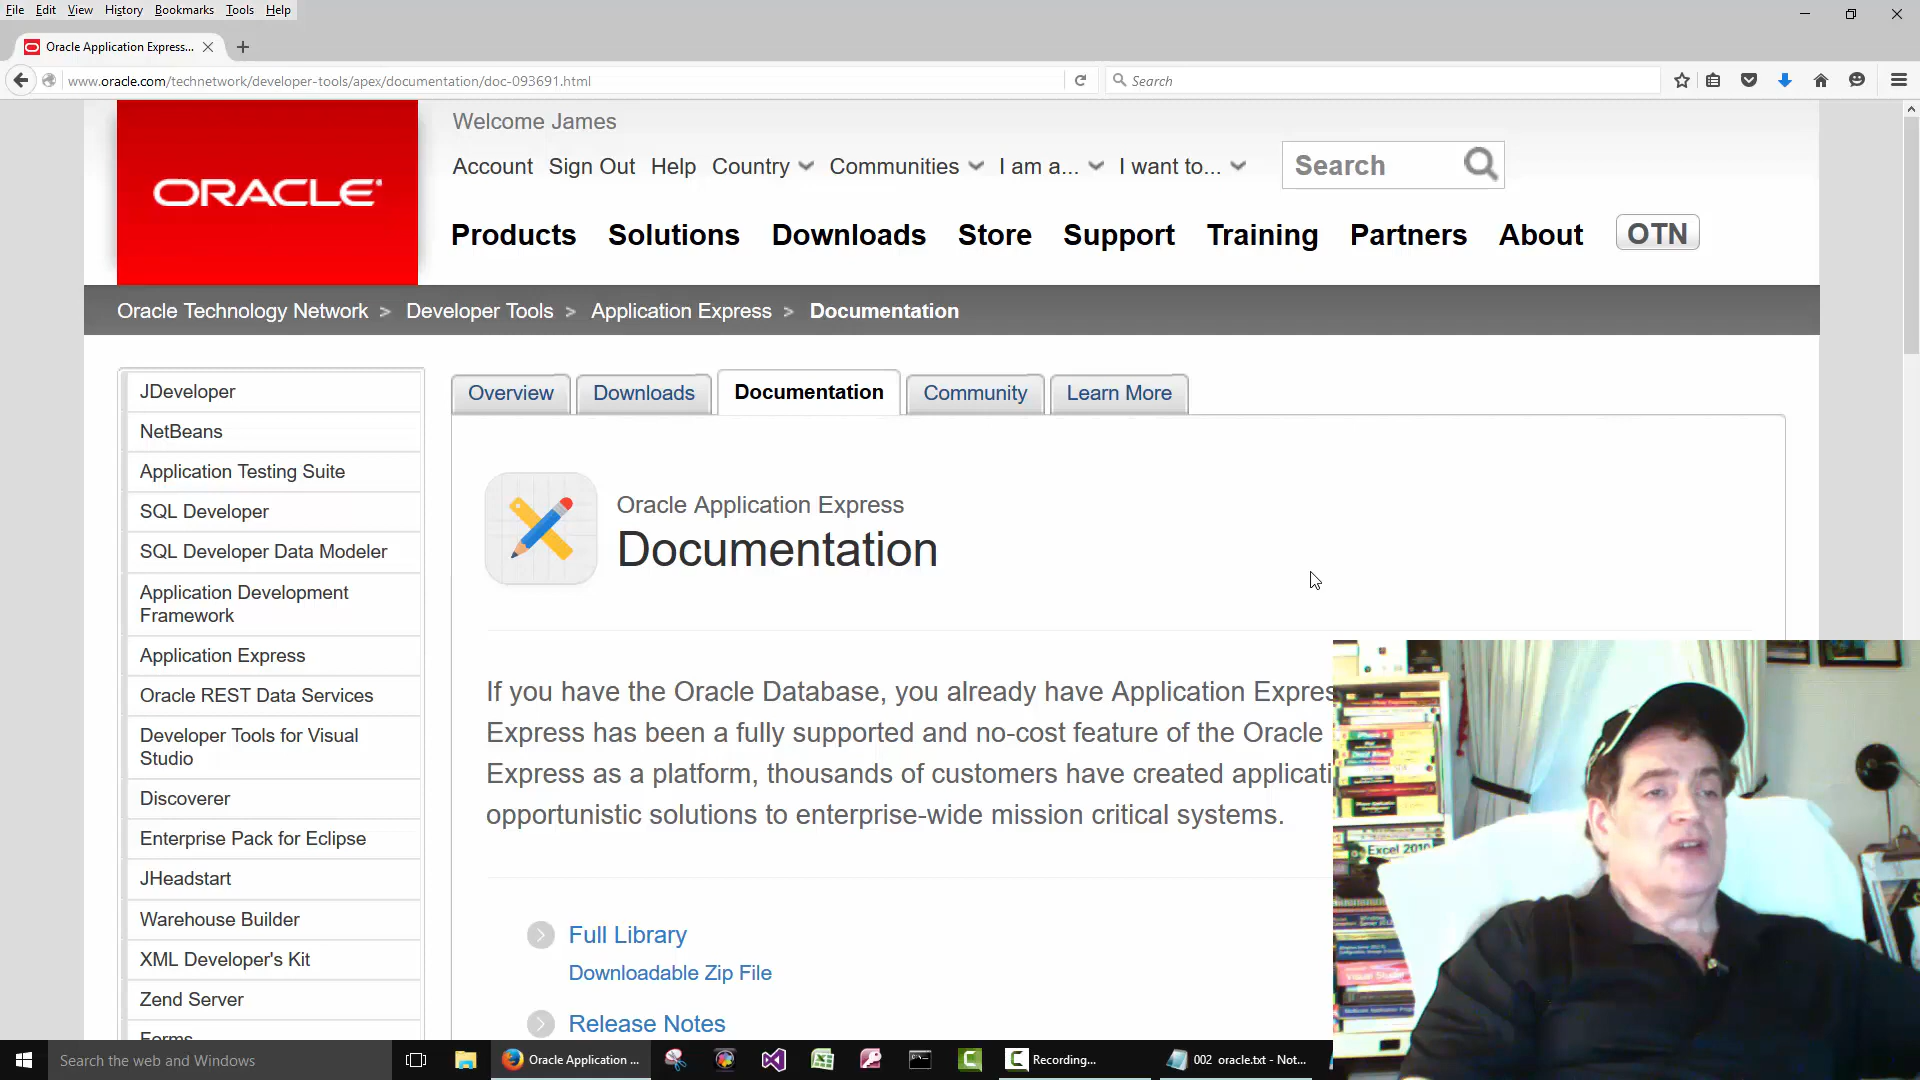 File Edit View History Bookmarks Tools Help
Oracle Application Express...
www.oracle.com/technetwork/developer-tools/apex/documentation/doc-093691.html
Search
ORACLE
Welcome James
Account Sign Out Help Country Communities I am a... I want to...
Search
Products Solutions Downloads Store Support Training Partners About OTN
Oracle Technology Network > Developer Tools > Application Express > Documentation
JDeveloper
NetBeans
Application Testing Suite
SQL Developer
SQL Developer Data Modeler
Application Development
Framework
Application Express
Oracle REST Data Services
Developer Tools for Visual
Studio
Discoverer
Enterprise Pack for Eclipse
JHeadstart
Warehouse Builder
XML Developer's Kit
Zend Server
Forms
Overview Downloads Documentation Community Learn More
Oracle Application Express
Documentation
If you have the Oracle Database, you already have Application Expres
Express has been a fully supported and no-cost feature of the Oracle
Express as a platform, thousands of customers have created applicati
opportunistic solutions to enterprise-wide mission critical systems.
Full Library
Downloadable Zip File
Release Notes
Excel 2010
Search the web and Windows
Oracle Application ...
Recording...
002 oracle.txt - Not...